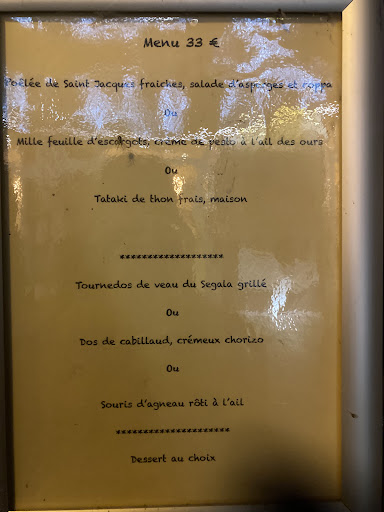 Menu 33 €
Poêlée de Saint Jacques fraiches, salade d'asperges et coppa
Ou
Mille feuille d'escargots, crème de pesto à l'ail des ours
Ou
Tataki de thon frais, maison
*******************
Tournedos de veau du Segala grillé
Ou
Dos de cabillaud, crémeux chorizo
Ou
Souris d'agneau rôti à l'ail
*********************
Dessert au choix